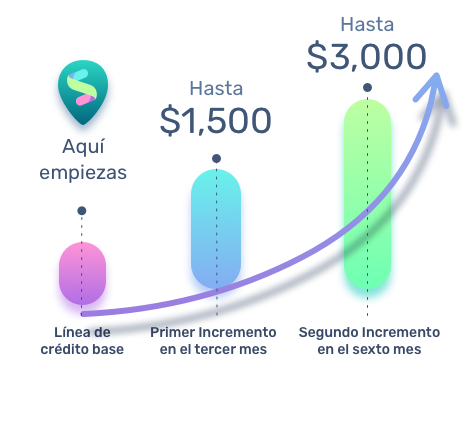 Aquí
empiezas
Hasta
$1,500
Hasta
$3,000
Línea de
crédito base
Primer Incremento
en el tercer mes
Segundo Incremento
en el sexto mes